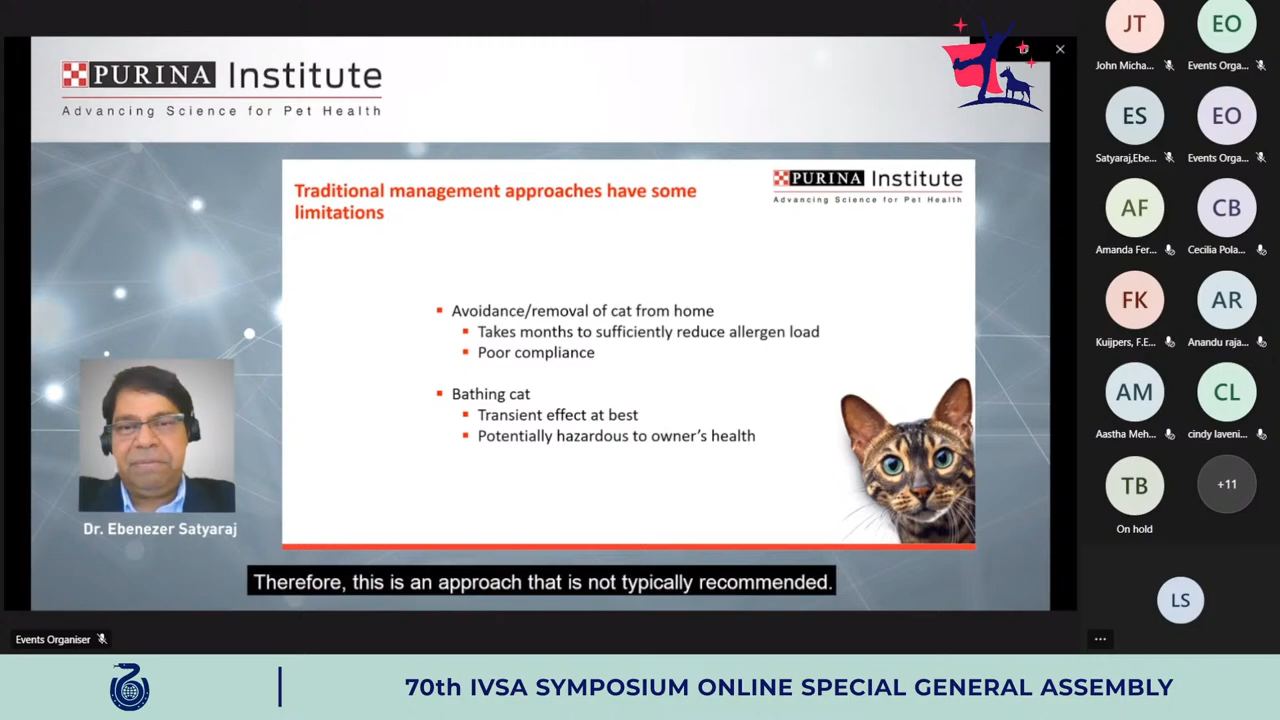 PURINA Institute
Advancing Science for Pet Health
Traditional management approaches have some
limitations
PURINA Institute
Advancing Science for Pet Health
Avoidance/removal of cat from home
Takes months to sufficiently reduce allergen load
Poor compliance
Bathing cat
Transient effect at best
Potentially hazardous to owner's health
Dr. Ebenezer Satyaraj
Therefore, this is an approach that is not typically recommended.
Events Organiser
JT
John Micha...
EO
Events Orga...
ES
Satyaraj,Ebe...
EO
Events Orga...
AF
Amanda Fer...
CB
Cecilia Pola...
FK
Kuijpers, F.E...
AR
Anandu raja...
AM
Aastha Meh...
CL
cindy laveni...
TB
On hold
+11
LS
70th IVSA SYMPOSIUM ONLINE SPECIAL GENERAL ASSEMBLY